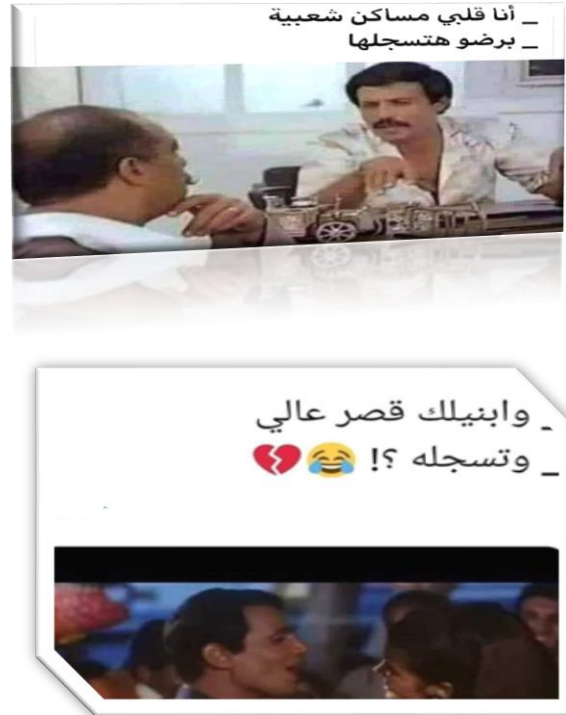 _ أنا قلبي مساكن شعبية
_ برضو هتسجلها
_ وابنيلك قصر عالي
_ وتسجله ؟! 😂💔